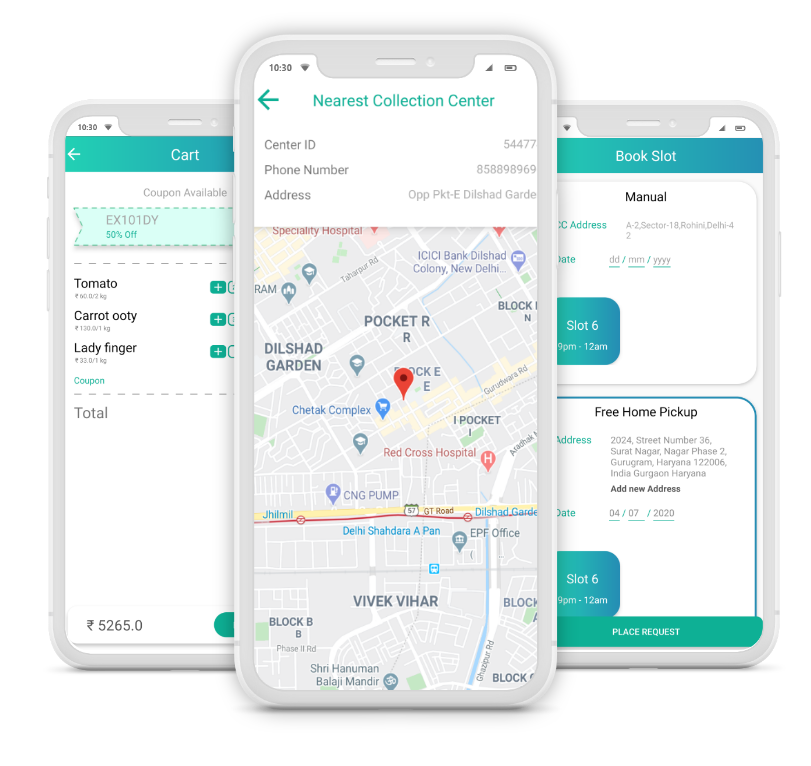 10:30
Cart
Coupon Available
EX101DY
50% Off
Tomato
₹ 60.0/2 kg
Carrot ooty
₹ 130.0/1 kg
Lady finger
₹ 33.0/1 kg
Coupon
Total
₹ 5265.0
10:30
Nearest Collection Center
Center ID 54477
Phone Number 858898969
Address Opp Pkt-E Dilshad Garde
Speciality Hospital
Taharpur Rd
ICICI Bank Dilshad
Colony, New Delhi...
RAM
BLOCK
N
POCKET R
R
DILSHAD
GARDEN
BLOCK E
E
Gurudwara Rd
Chetak Complex
I POCKET
I
Red Cross Hospital
CNG PUMP
Jhilmil
57
GT Road
Dilshad Garde
Delhi Shahdara A Pan
EPF Office
VIVEK VIHAR
BLOCK
BLOCK B
B
Phase II Rd
Ghazipur Rd
Shri Hanuman
Balaji Mandir
BLOCK
Book Slot
Manual
CC Address A-2,Sector-18,Rohini,Delhi-4
2
Date dd / mm / yyyy
Slot 6
9pm - 12am
Free Home Pickup
Address 2024, Street Number 36,
Surat Nagar, Nagar Phase 2,
Gurugram, Haryana 122006,
India Gurgaon Haryana
Add new Address
Date 04 / 07 / 2020
Slot 6
9pm - 12am
PLACE REQUEST